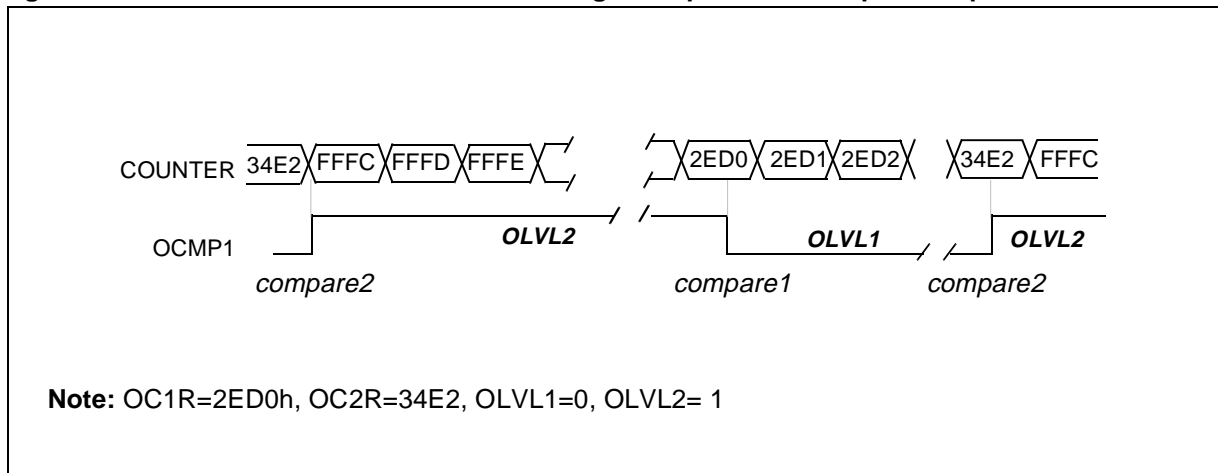 COUNTER 34E2 FFFC FFFD FFFE 2ED0 2ED1 2ED2 34E2 FFFC
OCMP1 OLVL2 OLVL1 OLVL2
compare2 compare1 compare2
Note: OC1R=2ED0h, OC2R=34E2, OLVL1=0, OLVL2= 1